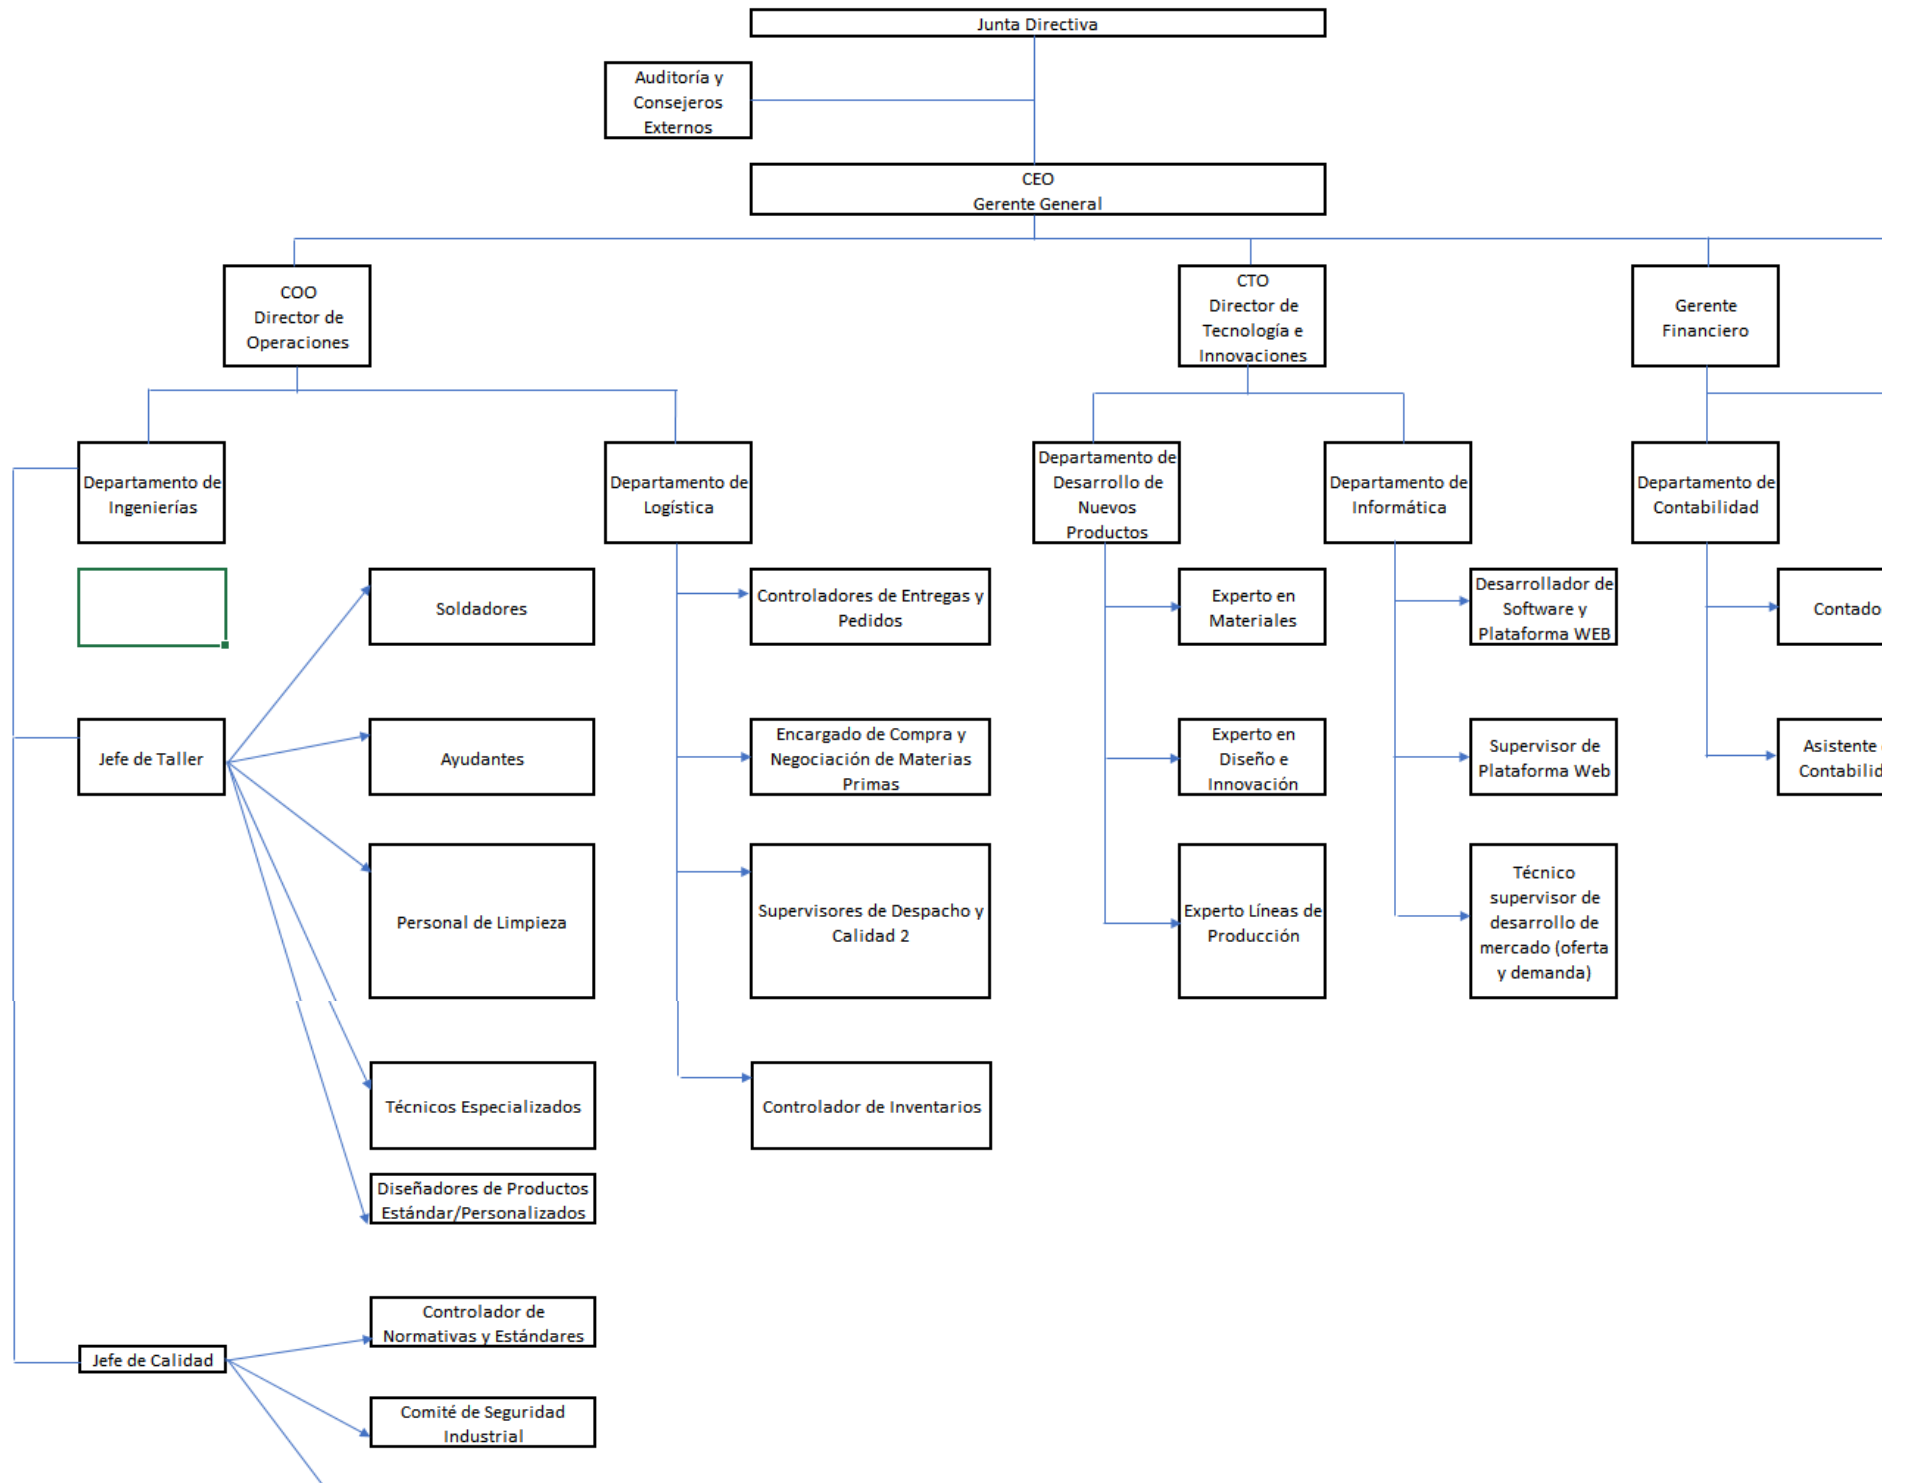 Junta Directiva
Auditoría y
Consejeros
Externos
CEO
Gerente General
COO
Director de
Operaciones
CTO
Director de
Tecnología e
Innovaciones
Gerente
Financiero
Departamento de
Ingenierías
Departamento de
Logística
Departamento de
Desarrollo de
Nuevos
Productos
Departamento de
Informática
Departamento de
Contabilidad
Soldadores
Controladores de Entregas y
Pedidos
Experto en
Materiales
Desarrollador de
Software y
Plataforma WEB
Contado
Jefe de Taller
Ayudantes
Encargado de Compra y
Negociación de Materias
Primas
Experto en
Diseño e
Innovación
Supervisor de
Plataforma Web
Asistente
Contabilid
Personal de Limpieza
Supervisores de Despacho y
Calidad 2
Experto Líneas de
Producción
Técnico
supervisor de
desarrollo de
mercado (oferta
y demanda)
Técnicos Especializados
Controlador de Inventarios
Diseñadores de Productos
Estándar/Personalizados
Controlador de
Normativas y Estándares
Jefe de Calidad
Comité de Seguridad
Industrial